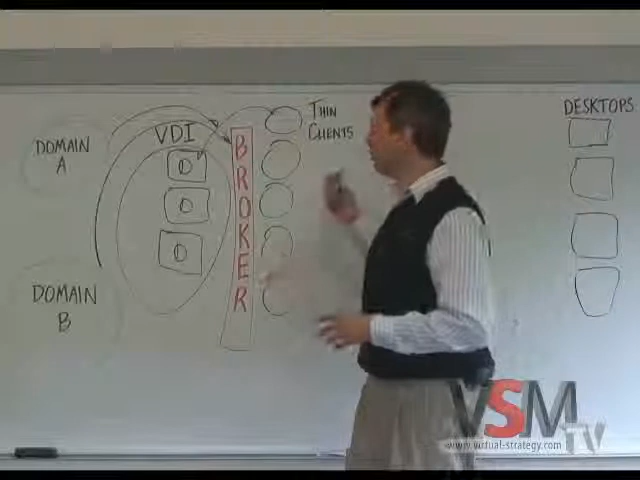 DOMAIN
A
VDI
THIN
CLIENTS
BROKER
DESKTOPS
DOMAIN
B
VSM
TV
www.virtual-strategy.com